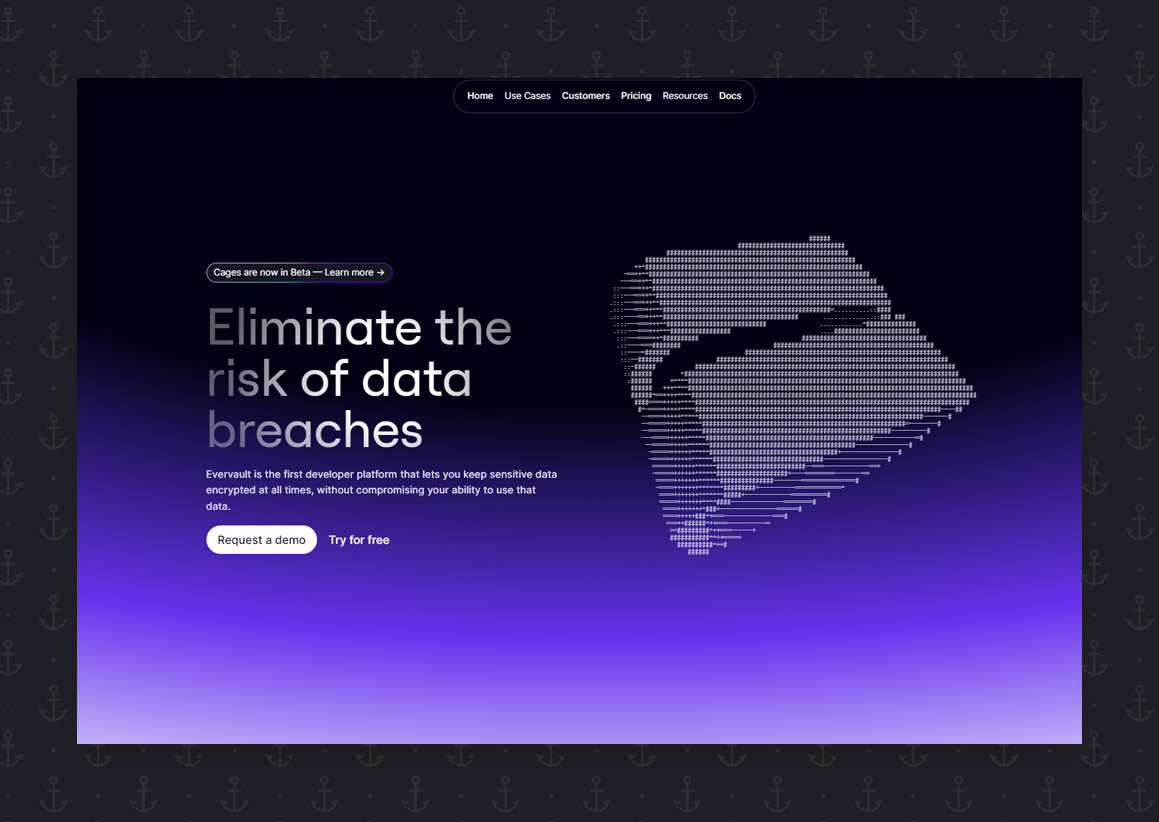 Home Use Cases Customers Pricing Resources Docs
Cages are now in Beta — Learn more →
Eliminate the
risk of data
breaches
Evervault is the first developer platform that lets you keep sensitive data
encrypted at all times, without compromising your ability to use that
data.
Request a demo Try for free